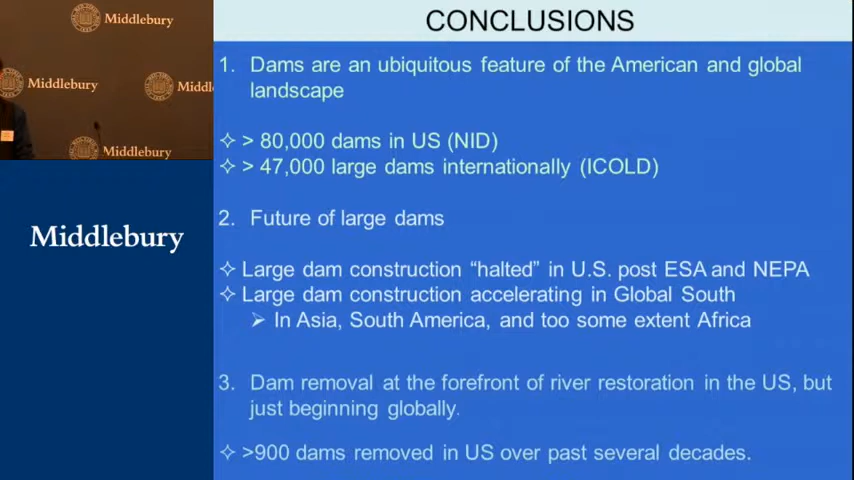 Middlebury
Middlebury
Middl
Middlebury
Middlebury
CONCLUSIONS
1. Dams are an ubiquitous feature of the American and global
landscape
> 80,000 dams in US (NID)
> 47,000 large dams internationally (ICOLD)
2. Future of large dams
Large dam construction “halted” in U.S. post ESA and NEPA
Large dam construction accelerating in Global South
In Asia, South America, and too some extent Africa
3. Dam removal at the forefront of river restoration in the US, but
just beginning globally.
>900 dams removed in US over past several decades.